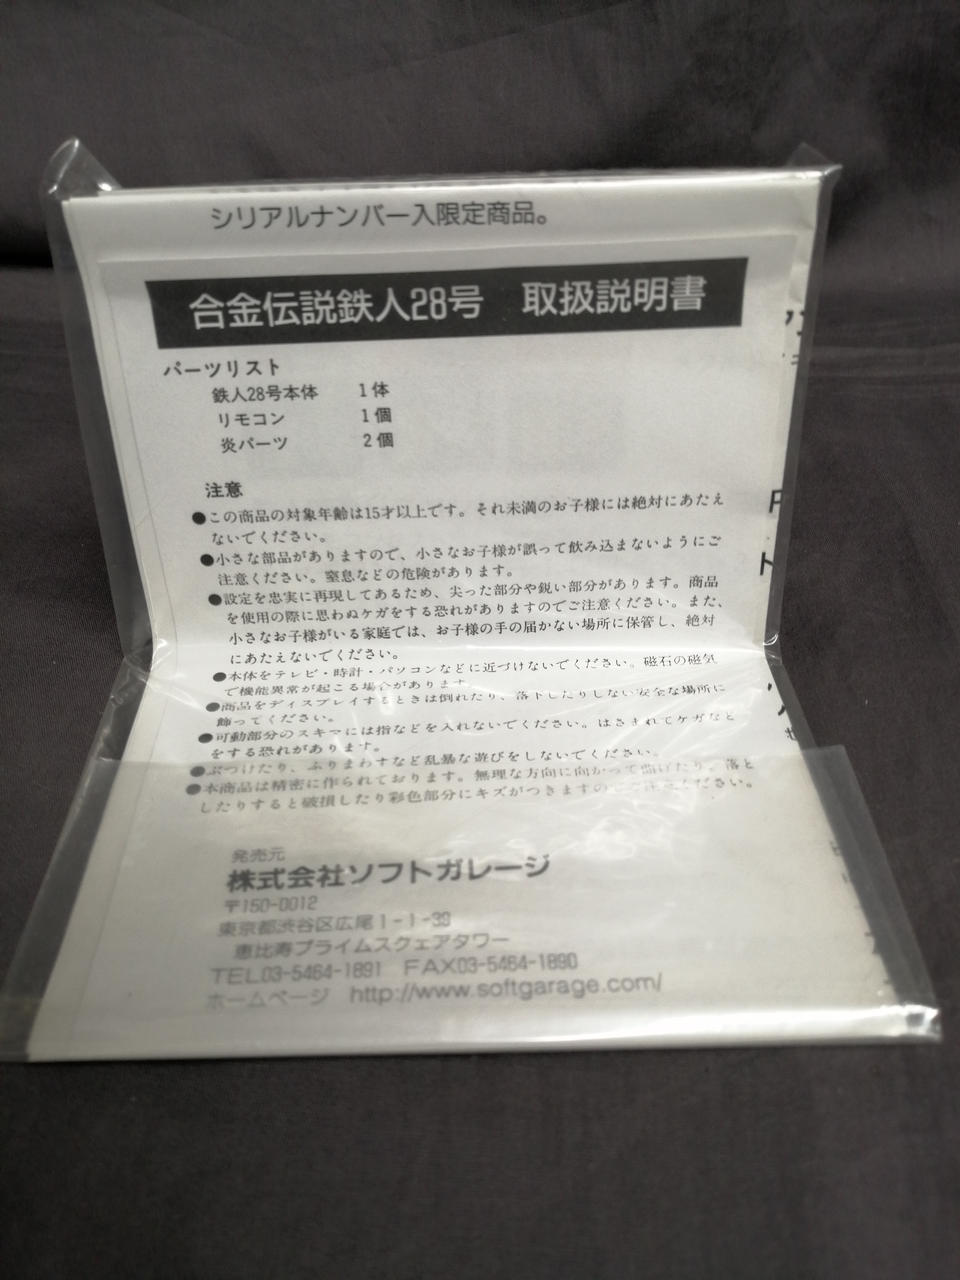 シリアルナンバー入限定商品。
合金伝説鉄人28号 取扱説明書
パーツリスト
鉄人28号本体 1体
リモコン 1個
炎パーツ 2個
注意
●この商品の対象年齢は15才以上です。それ未満のお子様には絶対にあたえ
ないでください。
●小さな部品がありますので、小さなお子様が誤って飲み込まないようにご
注意ください。窒息などの危険があります。
●設定を忠実に再現してあるため、尖った部分や鋭い部分があります。商品
を使用の際に思わぬケガをする恐れがありますのでご注意ください。また、
小さなお子様がいる家庭では、お子様の手の届かない場所に保管し、絶対
にあたえないでください。
●本体をテレビ・時計・パソコンなどに近づけないでください。磁石の磁気
で機能異常が起こる場合があります。
●商品をディスプレイするときは倒れたり、落下したりしない安全な場所に
飾ってください。
●可動部分のスキマには指などを入れないでください。はさまれてケガなど
をする恐れがあります。
●ぶつけたり、ふりまわすなど乱暴な遊びをしないでください。
●本商品は精密に作られております。無理な方向に向かって曲げたり、落と
したりすると破損したり彩色部分にキズがつきますのでご注意ください。
発売元
株式会社ソフトガレージ
〒150-0012
東京都渋谷区広尾1-1-39
恵比寿プライムスクェアタワー
TEL03-5464-1891 FAX03-5464-1890
ホームページ http://www.softgarage.com/